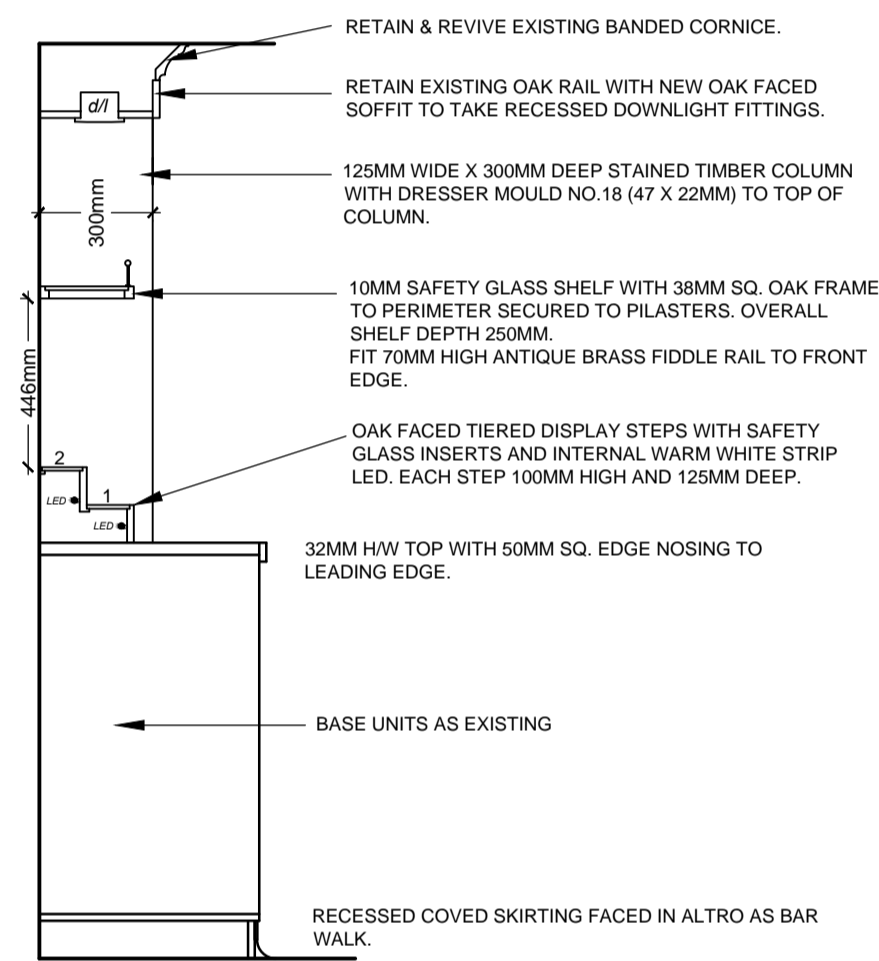 RETAIN & REVIVE EXISTING BANDED CORNICE.
RETAIN EXISTING OAK RAIL WITH NEW OAK FACED
SOFFIT TO TAKE RECESSED DOWNLIGHT FITTINGS.
d/l
125MM WIDE X 300MM DEEP STAINED TIMBER COLUMN
WITH DRESSER MOULD NO.18 (47 X 22MM) TO TOP OF
COLUMN.
300mm
10MM SAFETY GLASS SHELF WITH 38MM SQ. OAK FRAME
TO PERIMETER SECURED TO PILASTERS. OVERALL
SHELF DEPTH 250MM.
FIT 70MM HIGH ANTIQUE BRASS FIDDLE RAIL TO FRONT
EDGE.
446mm
OAK FACED TIERED DISPLAY STEPS WITH SAFETY
GLASS INSERTS AND INTERNAL WARM WHITE STRIP
LED. EACH STEP 100MM HIGH AND 125MM DEEP.
2
LED
1
LED
32MM H/W TOP WITH 50MM SQ. EDGE NOSING TO
LEADING EDGE.
BASE UNITS AS EXISTING
RECESSED COVED SKIRTING FACED IN ALTRO AS BAR
WALK.